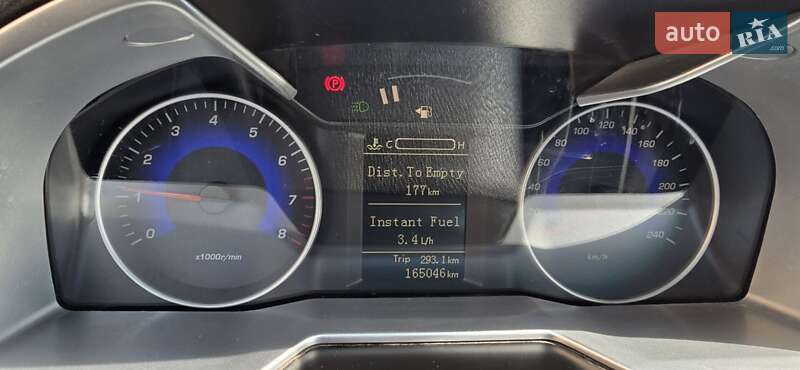 auto RIA .com
P
C H
Dist.To Empty
177km
Instant Fuel
3.4L/h
Trip 293.1km
165046km
0 1 2 3 4 5 6 7 8
x1000r/min
40 60 80 100 120 140 160 180 200 240
km/h